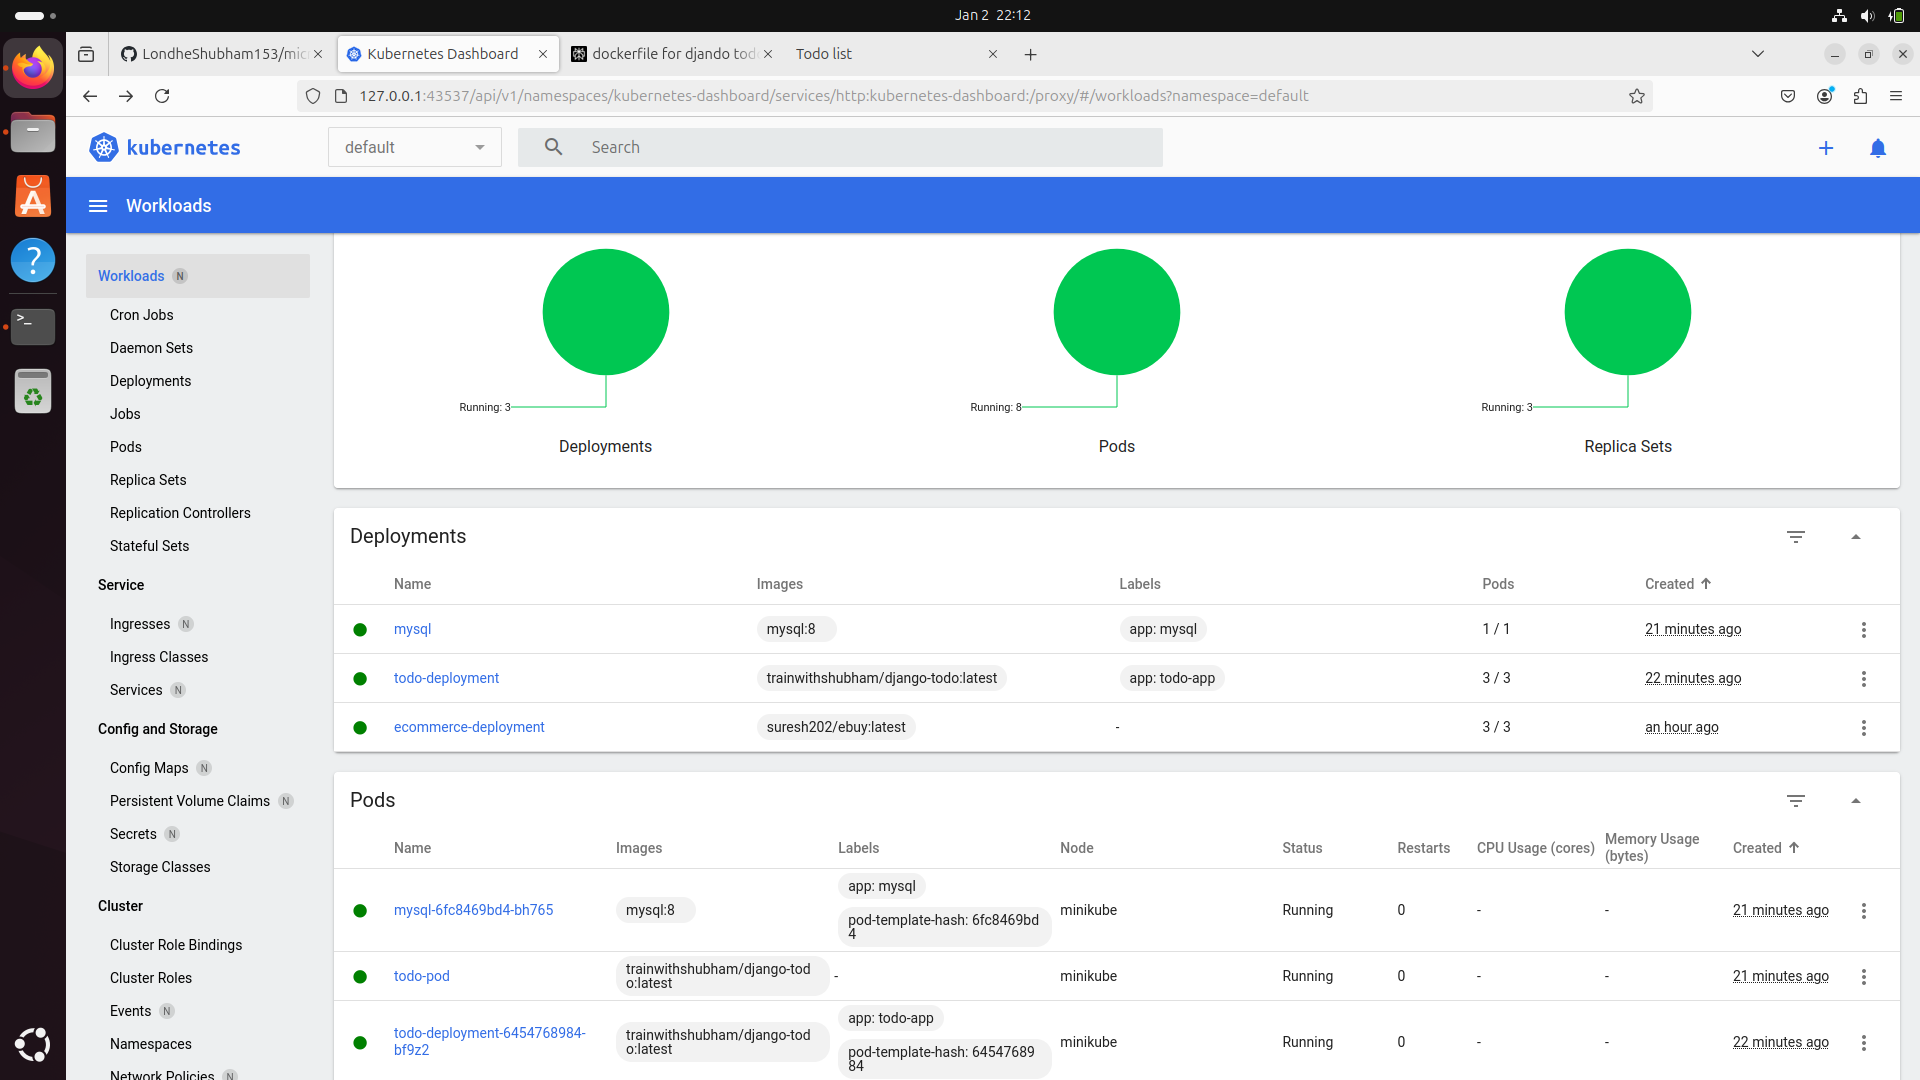 Jan 2 22:12
LondheShubham153/mic
Kubernetes Dashboard
dockerfile for djando tod
Todo list
127.0.0.1:43537/api/v1/namespaces/kubernetes-dashboard/services/http:kubernetes-dashboard:/proxy/#/workloads?namespace=default
kubernetes
default
Search
Workloads
Workloads N
Cron Jobs
Daemon Sets
Deployments
Jobs
Pods
Replica Sets
Replication Controllers
Stateful Sets
Service
Ingresses N
Ingress Classes
Services N
Config and Storage
Config Maps N
Persistent Volume Claims N
Secrets N
Storage Classes
Cluster
Cluster Role Bindings
Cluster Roles
Events N
Namespaces
Network Policies N
Running: 3
Deployments
Running: 8
Pods
Running: 3
Replica Sets
Deployments
Name Images Labels Pods Created
mysql mysql:8 app: mysql 1 / 1 21 minutes ago
todo-deployment trainwithshubham/django-todo:latest app: todo-app 3 / 3 22 minutes ago
ecommerce-deployment suresh202/ebuy:latest - 3 / 3 an hour ago
Pods
Name Images Labels Node Status Restarts CPU Usage (cores) Memory Usage
(bytes) Created
mysql-6fc8469bd4-bh765 mysql:8 app: mysql
pod-template-hash: 6fc8469bd
4
minikube Running 0 - - 21 minutes ago
todo-pod trainwithshubham/django-tod
o:latest
- minikube Running 0 - - 21 minutes ago
todo-deployment-6454768984-
bf9z2
trainwithshubham/django-tod
o:latest
app: todo-app
pod-template-hash: 64547689
84
minikube Running 0 - - 22 minutes ago